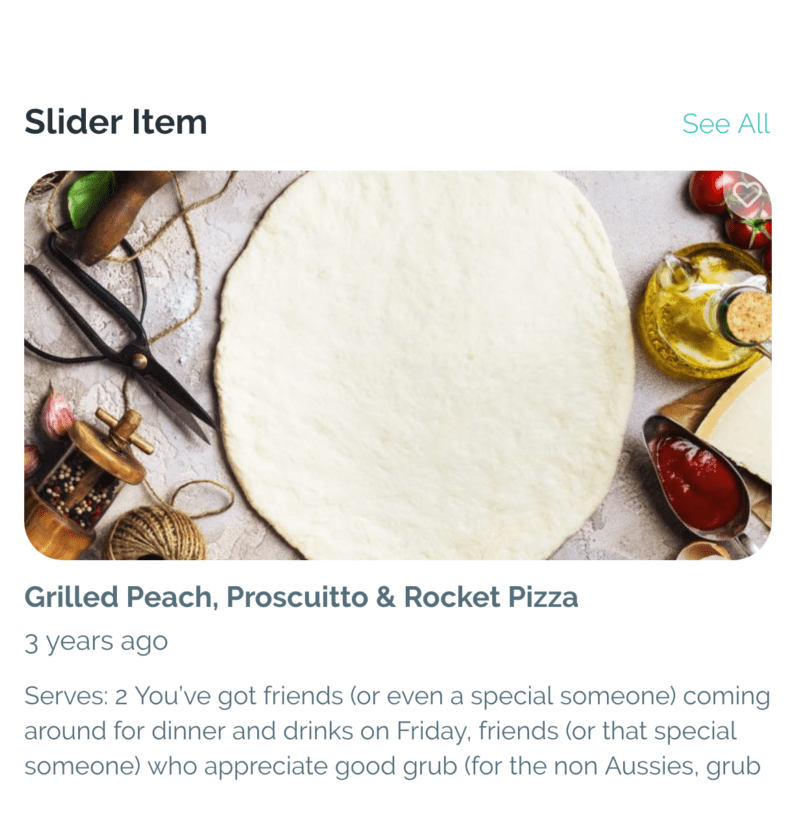 Slider Item
See All
Grilled Peach, Proscuitto & Rocket Pizza
3 years ago
Serves: 2 You've got friends (or even a special someone) coming
around for dinner and drinks on Friday, friends (or that special
someone) who appreciate good grub (for the non Aussies, grub